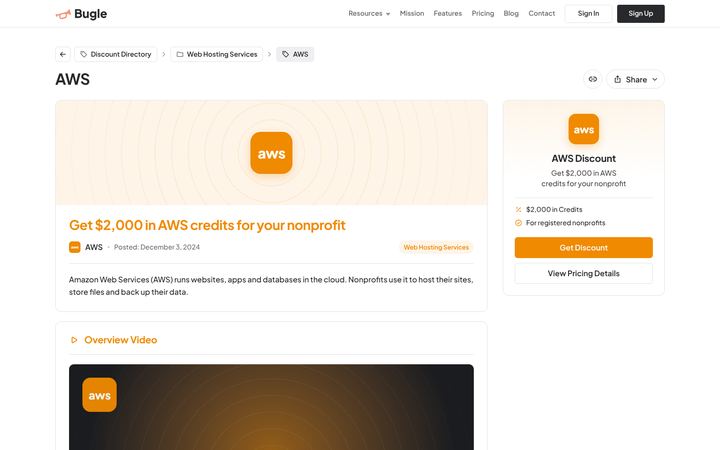 Bugle
Resources
Mission
Features
Pricing
Blog
Contact
Sign In
Sign Up
Discount Directory
Web Hosting Services
AWS
AWS
Share
aws
Get $2,000 in AWS credits for your nonprofit
aws
AWS • Posted: December 3, 2024
Web Hosting Services
Amazon Web Services (AWS) runs websites, apps and databases in the cloud. Nonprofits use it to host their sites,
store files and back up their data.
Overview Video
aws
aws
AWS Discount
Get $2,000 in AWS
credits for your nonprofit
$2,000 in Credits
For registered nonprofits
Get Discount
View Pricing Details